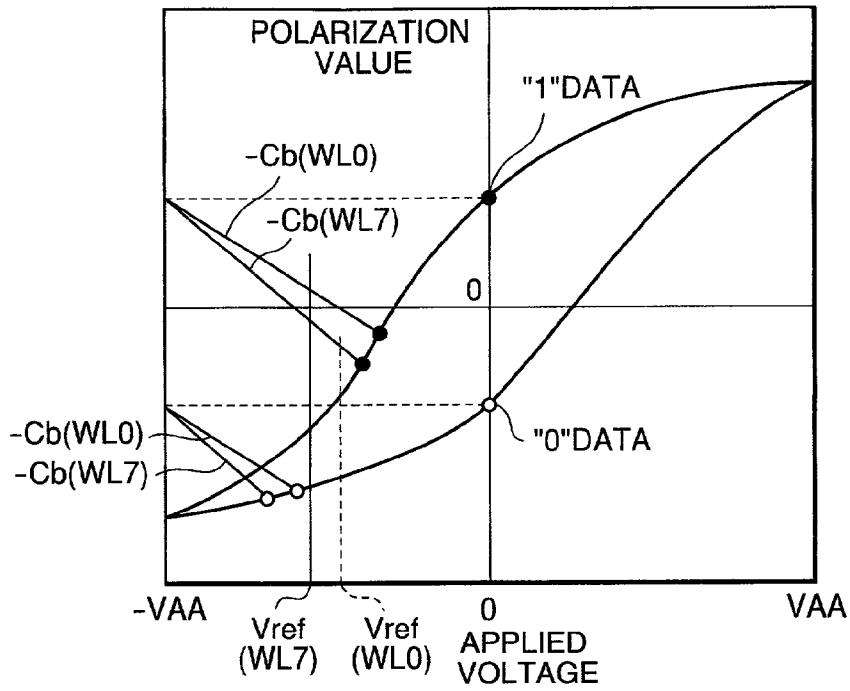 POLARIZATION
VALUE
"1"DATA
-Cb(WL0)
-Cb(WL7)
0
-Cb(WL0)
-Cb(WL7)
"0"DATA
-VAA
0
VAA
Vref
(WL7)
Vref
(WL0)
APPLIED
VOLTAGE